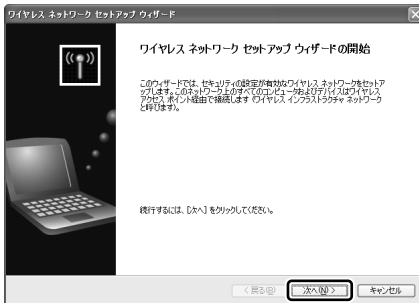 ワイヤレス ネットワーク セットアップ ウィザード
ワイヤレス ネットワーク セットアップ ウィザードの開始
このウィザードでは、セキュリティの設定が有効なワイヤレス ネットワークをセットア
ップします。このネットワーク上のすべてのコンピュータおよびデバイスはワイヤレス
アクセス ポイント経由で接続します (ワイヤレス インフラストラクチャ ネットワーク
と呼びます)。
続行するには、[次へ] をクリックしてください。
< 戻る(B)
次へ(N) >
キャンセル